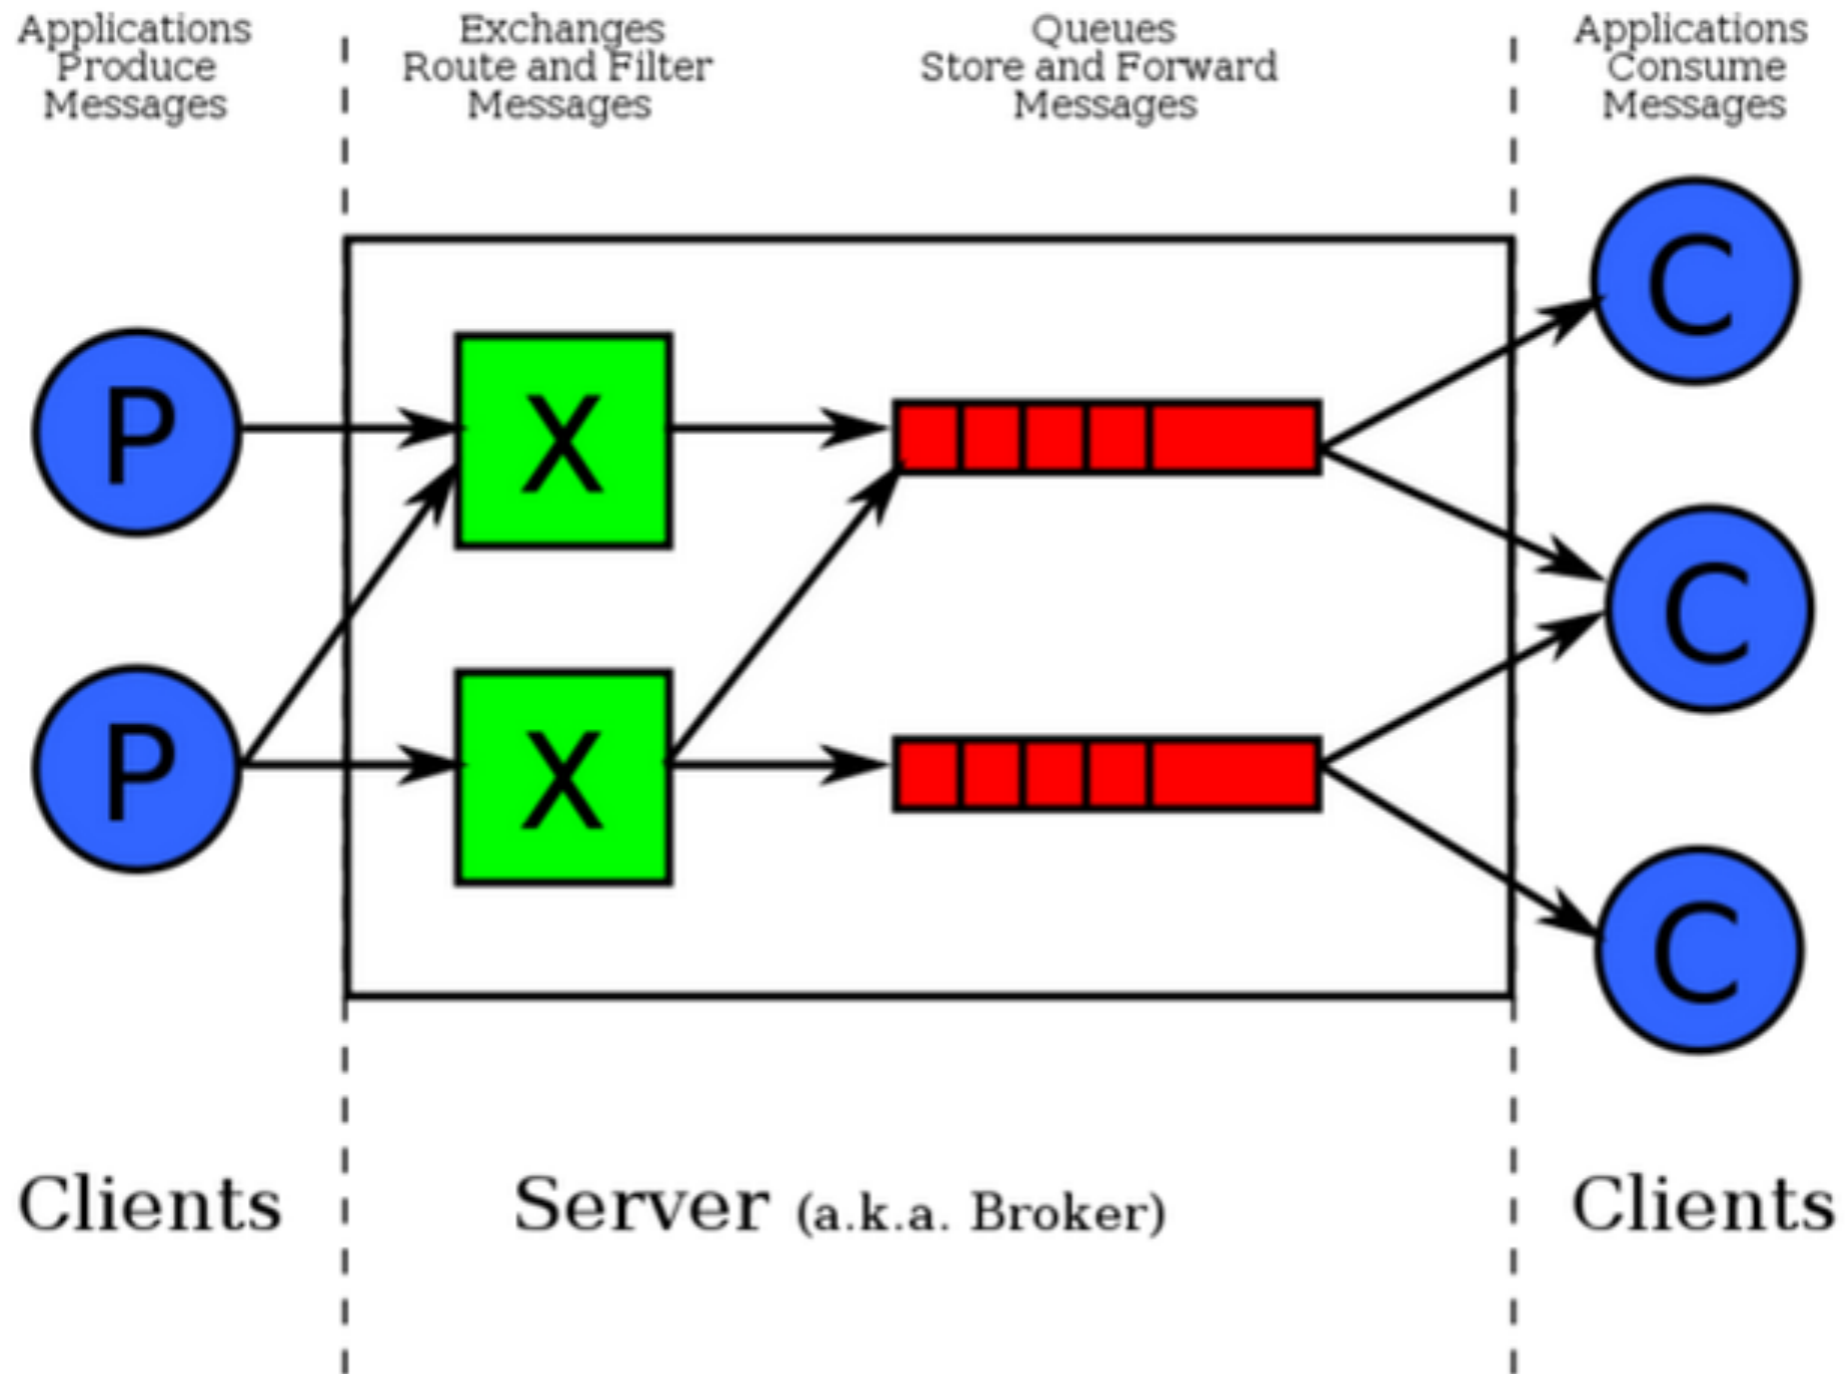 Applications
Produce
Messages
Exchanges
Route and Filter
Messages
Queues
Store and Forward
Messages
Applications
Consume
Messages
P
P
X
X
C
C
C
Clients
Server (a.k.a. Broker)
Clients